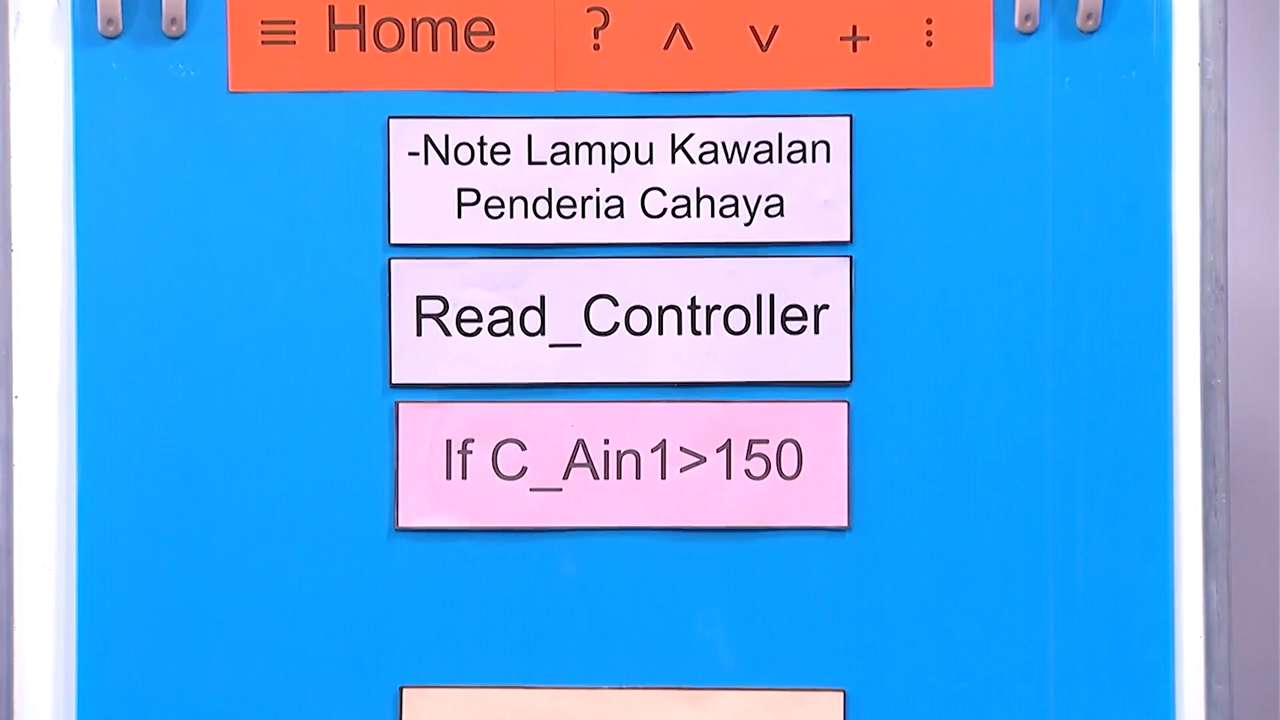 ≡ Home ? ˄ ˅ + ⋮
-Note Lampu Kawalan
Penderia Cahaya
Read_Controller
If C_Ain1>150